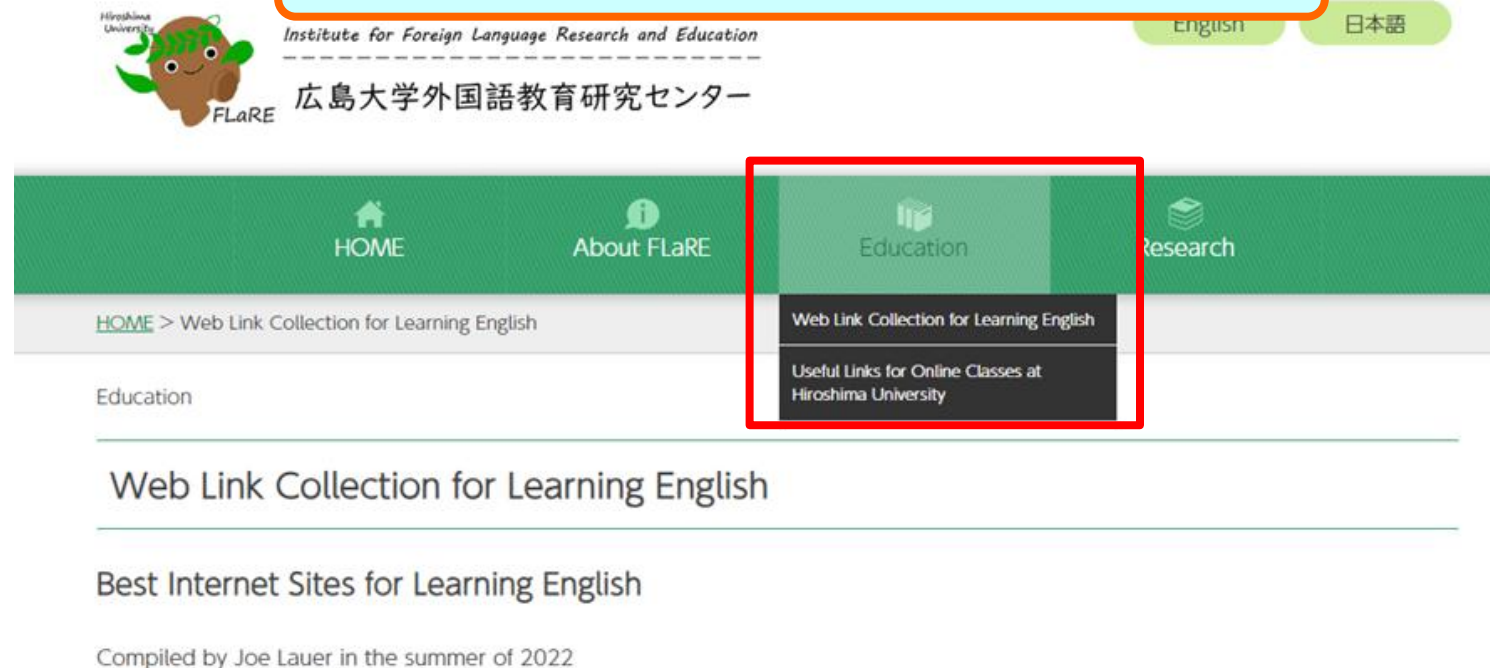 Hiroshima
University
FLaRE
Institute for Foreign Language Research and Education
広島大学外国語教育研究センター
English
日本語
HOME
About FLaRE
Education
Research
HOME > Web Link Collection for Learning English
Web Link Collection for Learning English
Useful Links for Online Classes at
Hiroshima University
Education
Web Link Collection for Learning English
Best Internet Sites for Learning English
Compiled by Joe Lauer in the summer of 2022